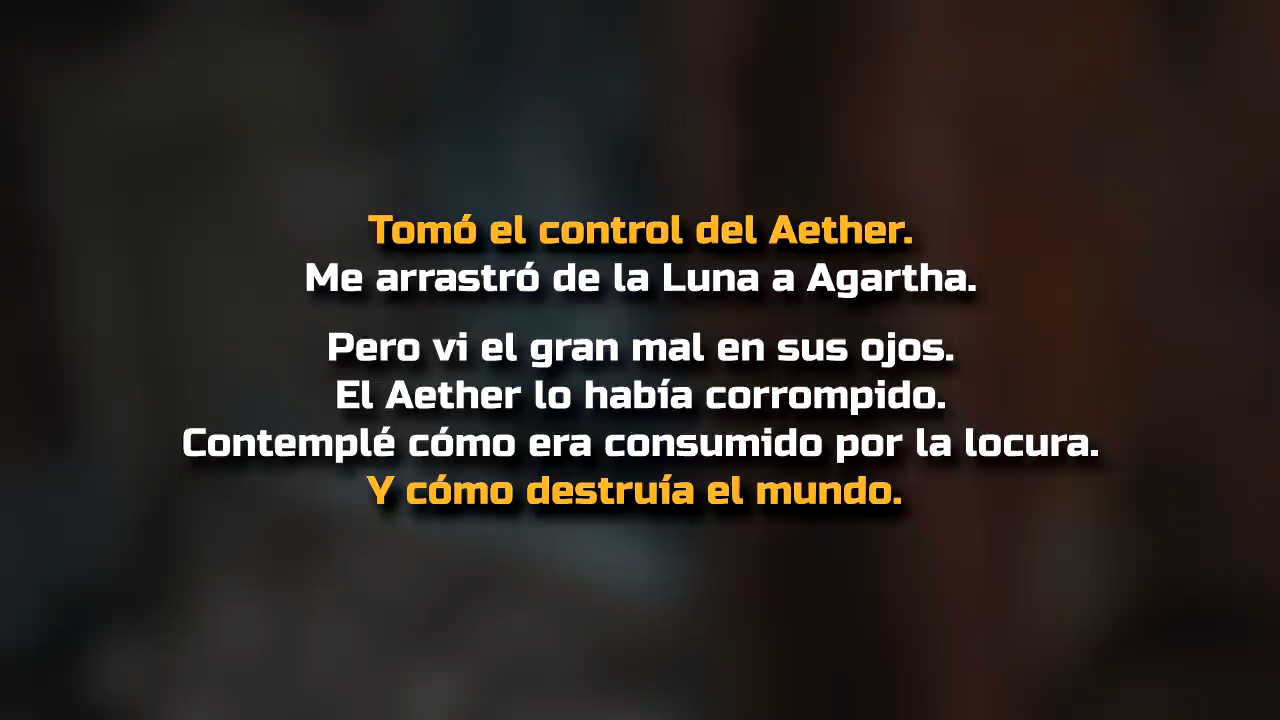 Tomó el control del Aether.
Me arrastró de la Luna a Agartha.
Pero vi el gran mal en sus ojos.
El Aether lo había corrompido.
Contemplé cómo era consumido por la locura.
Y cómo destruía el mundo.